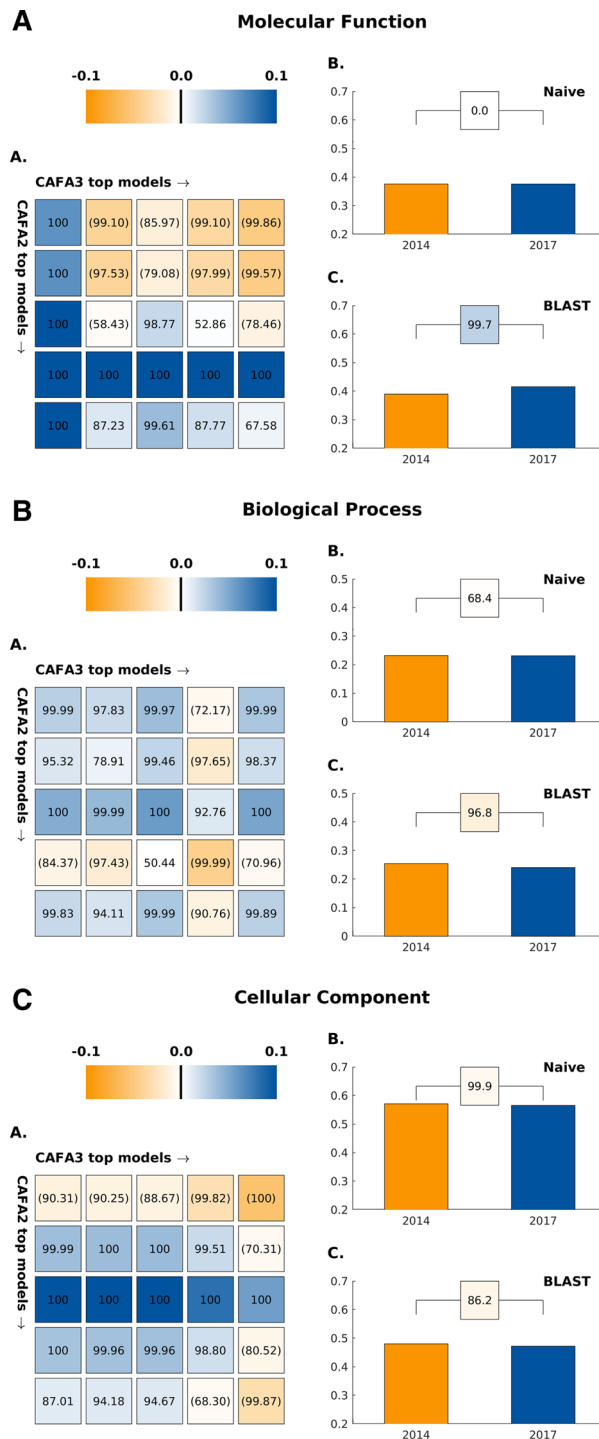 A
Molecular Function
-0.1 0.0 0.1
A.
CAFA3 top models →
CAFA2 top models →
100 (99.10) (85.97) (99.10) (99.86)
100 (97.53) (79.08) (97.99) (99.57)
100 (58.43) 98.77 52.86 (78.46)
100 100 100 100 100
100 87.23 99.61 87.77 67.58
B.
Naive
0.0
0.7
0.6
0.5
0.4
0.3
0.2
2014 2017
C.
BLAST
99.7
0.7
0.6
0.5
0.4
0.3
0.2
2014 2017
B
Biological Process
-0.1 0.0 0.1
A.
CAFA3 top models →
CAFA2 top models →
99.99 97.83 99.97 (72.17) 99.99
95.32 78.91 99.46 (97.65) 98.37
100 99.99 100 92.76 100
(84.37) (97.43) 50.44 (99.99) (70.96)
99.83 94.11 99.99 (90.76) 99.89
B.
Naive
68.4
0.5
0.4
0.3
0.2
0.1
0
2014 2017
C.
BLAST
96.8
0.5
0.4
0.3
0.2
0.1
0
2014 2017
C
Cellular Component
-0.1 0.0 0.1
A.
CAFA3 top models →
CAFA2 top models →
(90.31) (90.25) (88.67) (99.82) (100)
99.99 100 100 99.51 (70.31)
100 100 100 100 100
100 99.96 99.96 98.80 (80.52)
87.01 94.18 94.67 (68.30) (99.87)
B.
Naive
99.9
0.7
0.6
0.5
0.4
0.3
0.2
2014 2017
C.
BLAST
86.2
0.7
0.6
0.5
0.4
0.3
0.2
2014 2017